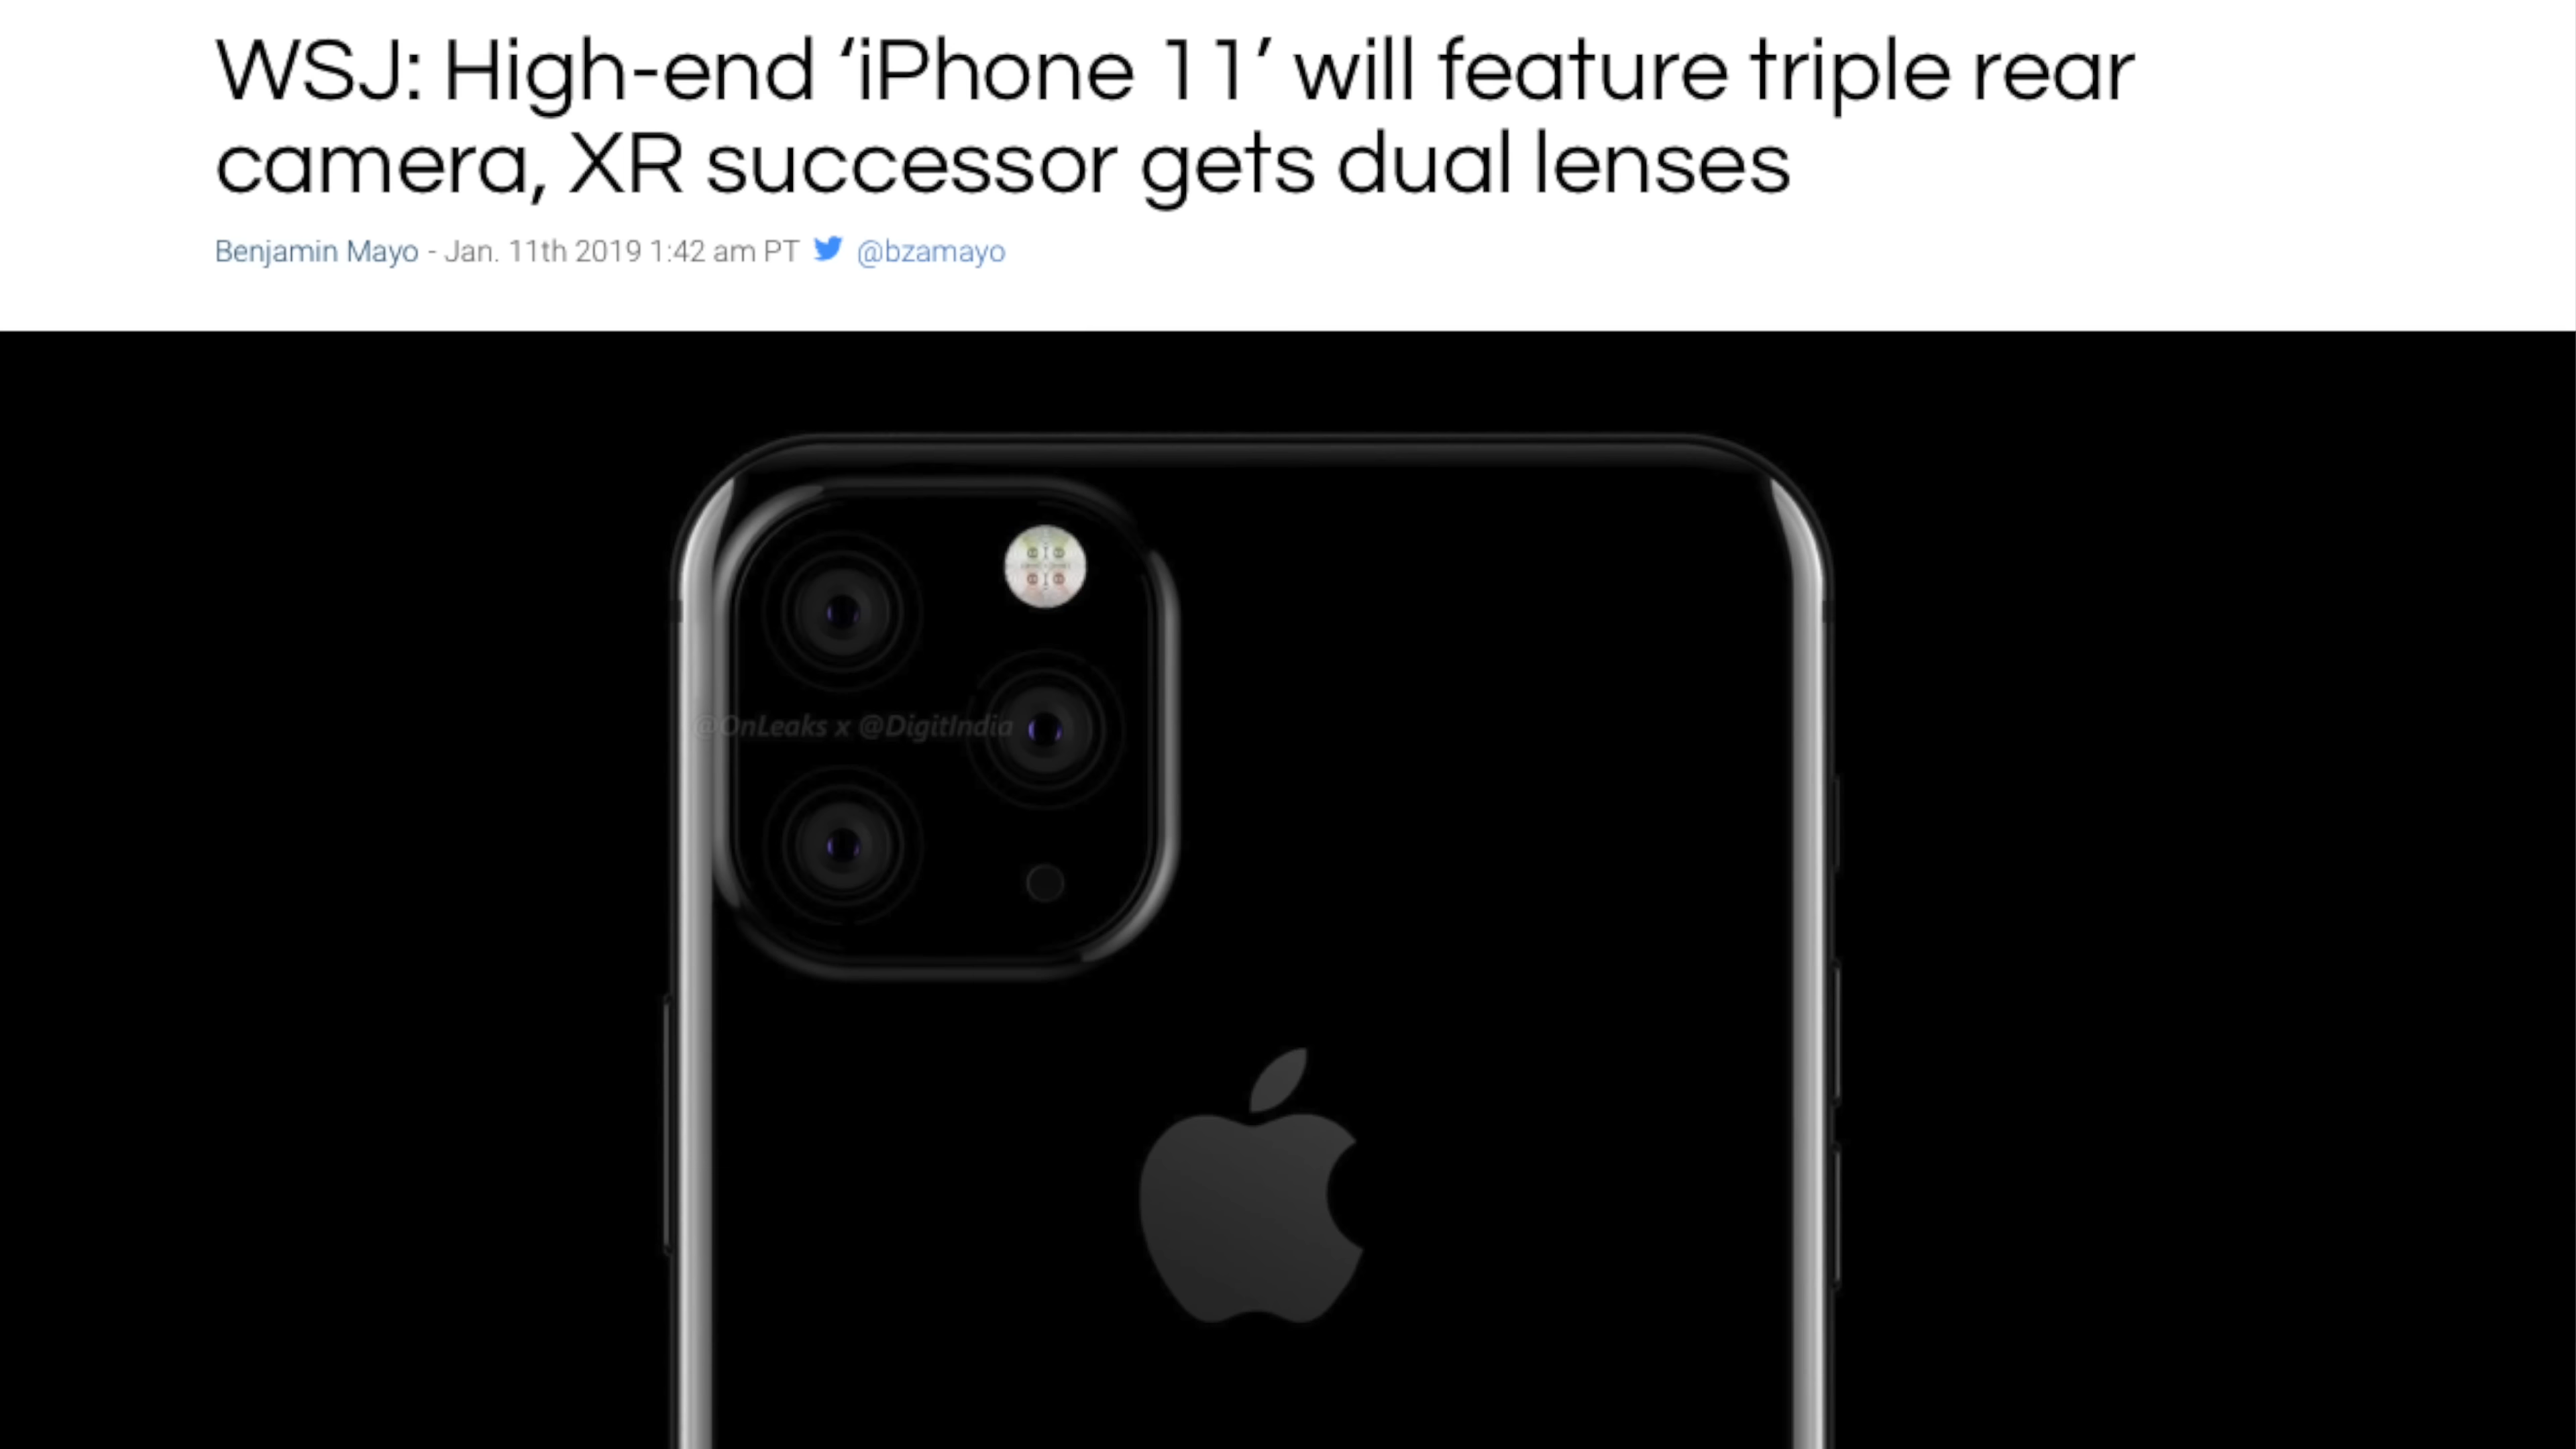 WSJ: High-end ‘iPhone 11’ will feature triple rear
camera, XR successor gets dual lenses
Benjamin Mayo - Jan. 11th 2019 1:42 am PT @bzamayo
@OnLeaks x @DigitIndia